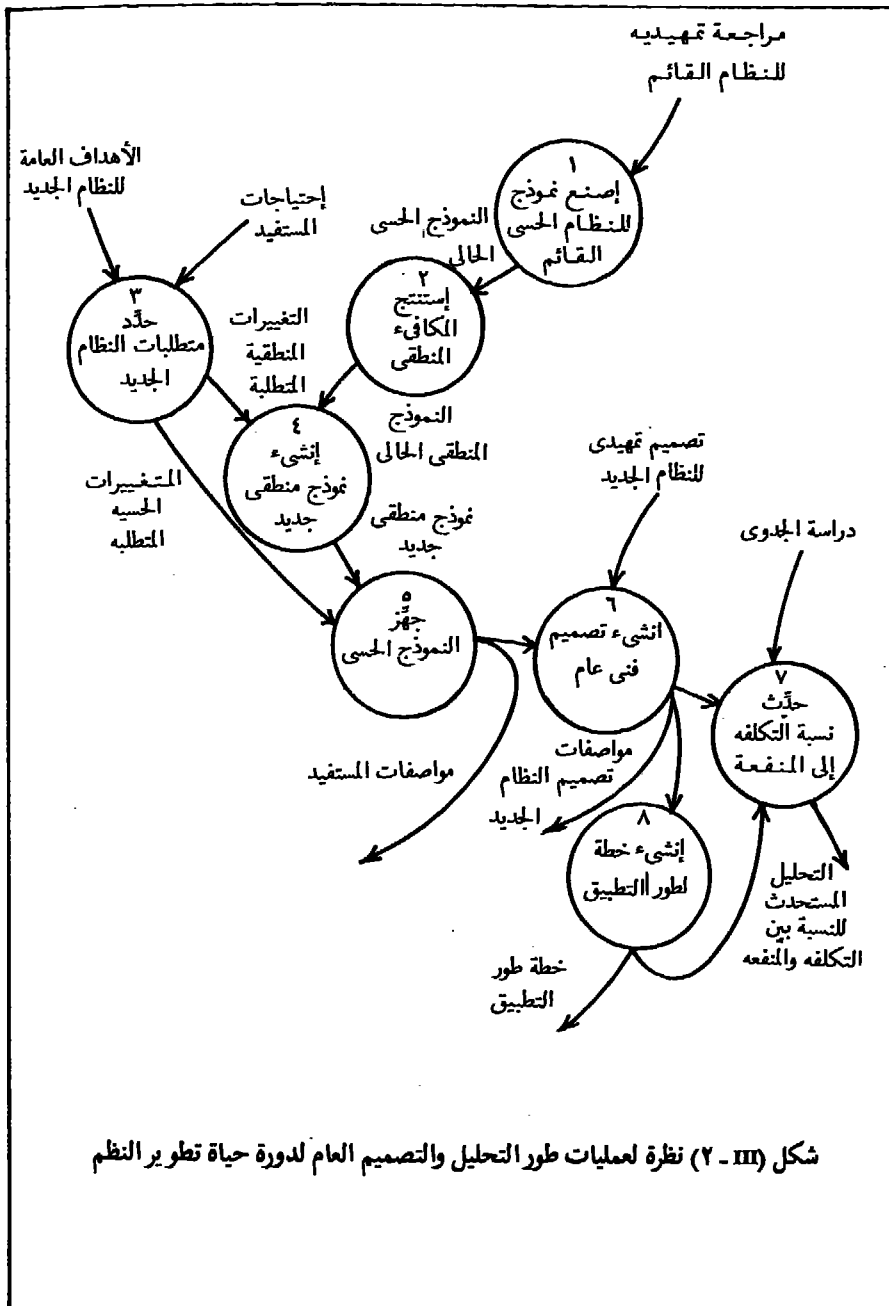 مراجعة تمهيديه
للنظام القائم
١
إصنع نموذج
للنظام الحسى
القائم
الأهداف العامة
للنظام الجديد
إحتياجات
المستفيد
النموذج الحسى
الحالى
٢
إستنتج
المكافىء
المنطقى
٣
حدِّد
متطلبات النظام
الجديد
التغييرات
المنطقية
المتطلبة
النموذج
المنطقى الحالى
٤
إنشىء
نموذج منطقى
جديد
المتغييرات
الحسيه
المتطلبه
نموذج منطقى
جديد
تصميم تمهيدى
للنظام الجديد
دراسة الجدوى
٥
جهِّز
النموذج الحسى
٦
انشىء تصميم
فنى عام
٧
حدِّث
نسبة التكلفه
إلى المنفعة
مواصفات المستفيد
مواصفات
تصميم النظام
الجديد
٨
إنشىء خطة
لطور التطبيق
التحليل
المستحدث
للنسبة بين
التكلفه والمنفعه
خطة طور
التطبيق
شكل (III ـ ٢) نظرة لعمليات طور التحليل والتصميم العام لدورة حياة تطوير النظم